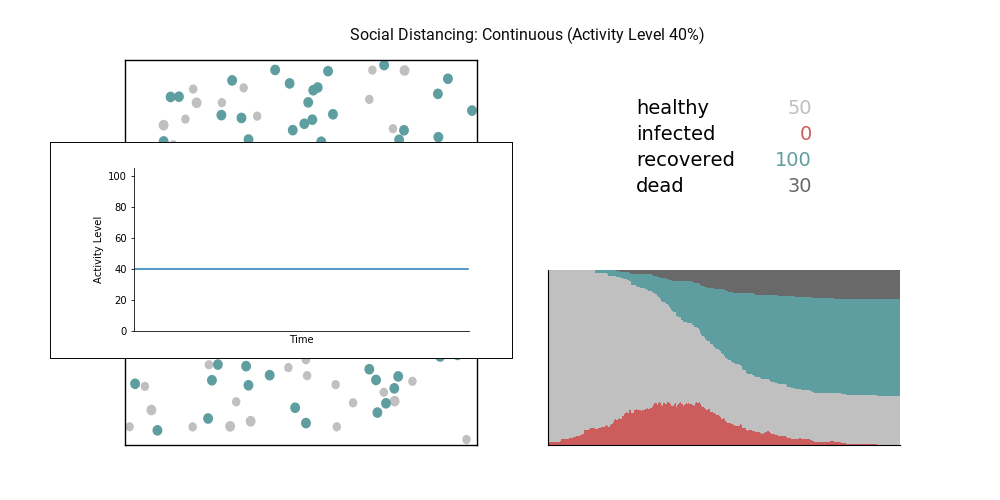 Social Distancing: Continuous (Activity Level 40%)
healthy 50
infected 0
recovered 100
dead 30
100
80
60
40
20
0
Activity Level
Time